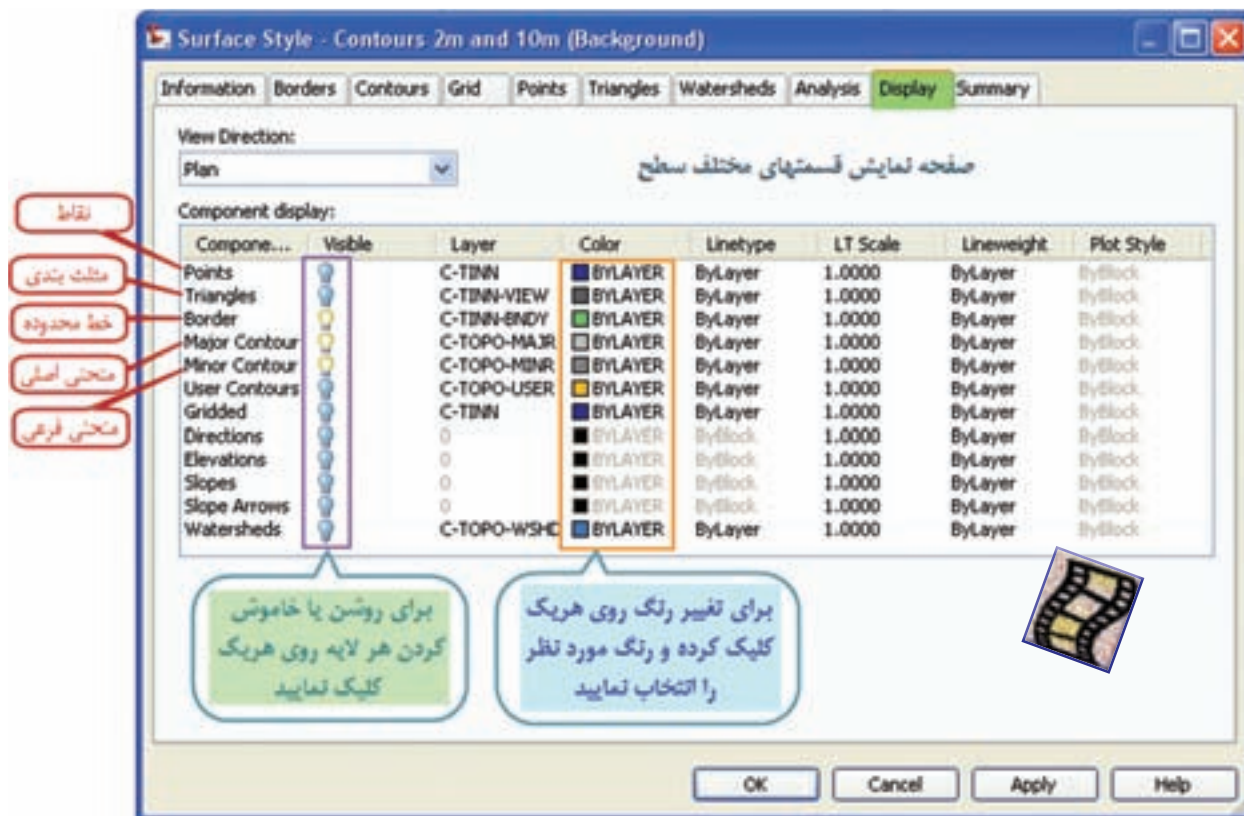 Surface Style - Contours 2m and 10m (Background)
Information Borders Contours Grid Points Triangles Watersheds Analysis Display Summary
View Direction:
Plan
صفحه نمایش قسمتهای مختلف سطح
Component display:
Compone... Visible Layer Color Linetype LT Scale Lineweight Plot Style
Points C-TINN BYLAYER ByLayer 1.0000 ByLayer ByBlock
Triangles C-TINN-VIEW BYLAYER ByLayer 1.0000 ByLayer ByBlock
Border C-TINN-BNDY BYLAYER ByLayer 1.0000 ByLayer ByBlock
Major Contour C-TOPO-MAJR BYLAYER ByLayer 1.0000 ByLayer ByBlock
Minor Contour C-TOPO-MINR BYLAYER ByLayer 1.0000 ByLayer ByBlock
User Contours C-TOPO-USER BYLAYER ByLayer 1.0000 ByLayer ByBlock
Gridded C-TINN BYLAYER ByLayer 1.0000 ByLayer ByBlock
Directions 0 BYLAYER ByBlock 1.0000 ByLayer ByBlock
Elevations 0 BYLAYER ByBlock 1.0000 ByLayer ByBlock
Slopes 0 BYLAYER ByBlock 1.0000 ByLayer ByBlock
Slope Arrows 0 BYLAYER ByBlock 1.0000 ByLayer ByBlock
Watersheds C-TOPO-WSHD BYLAYER ByLayer 1.0000 ByLayer ByBlock
نقاط
مثلث بندی
خط محدوده
منحنی اصلی
منحنی فرعی
برای روشن یا خاموش
کردن هر لایه روی هریک
کلیک نمایید
برای تغییر رنگ روی هریک
کلیک کرده و رنگ مورد نظر
را انتخاب نمایید
OK Cancel Apply Help